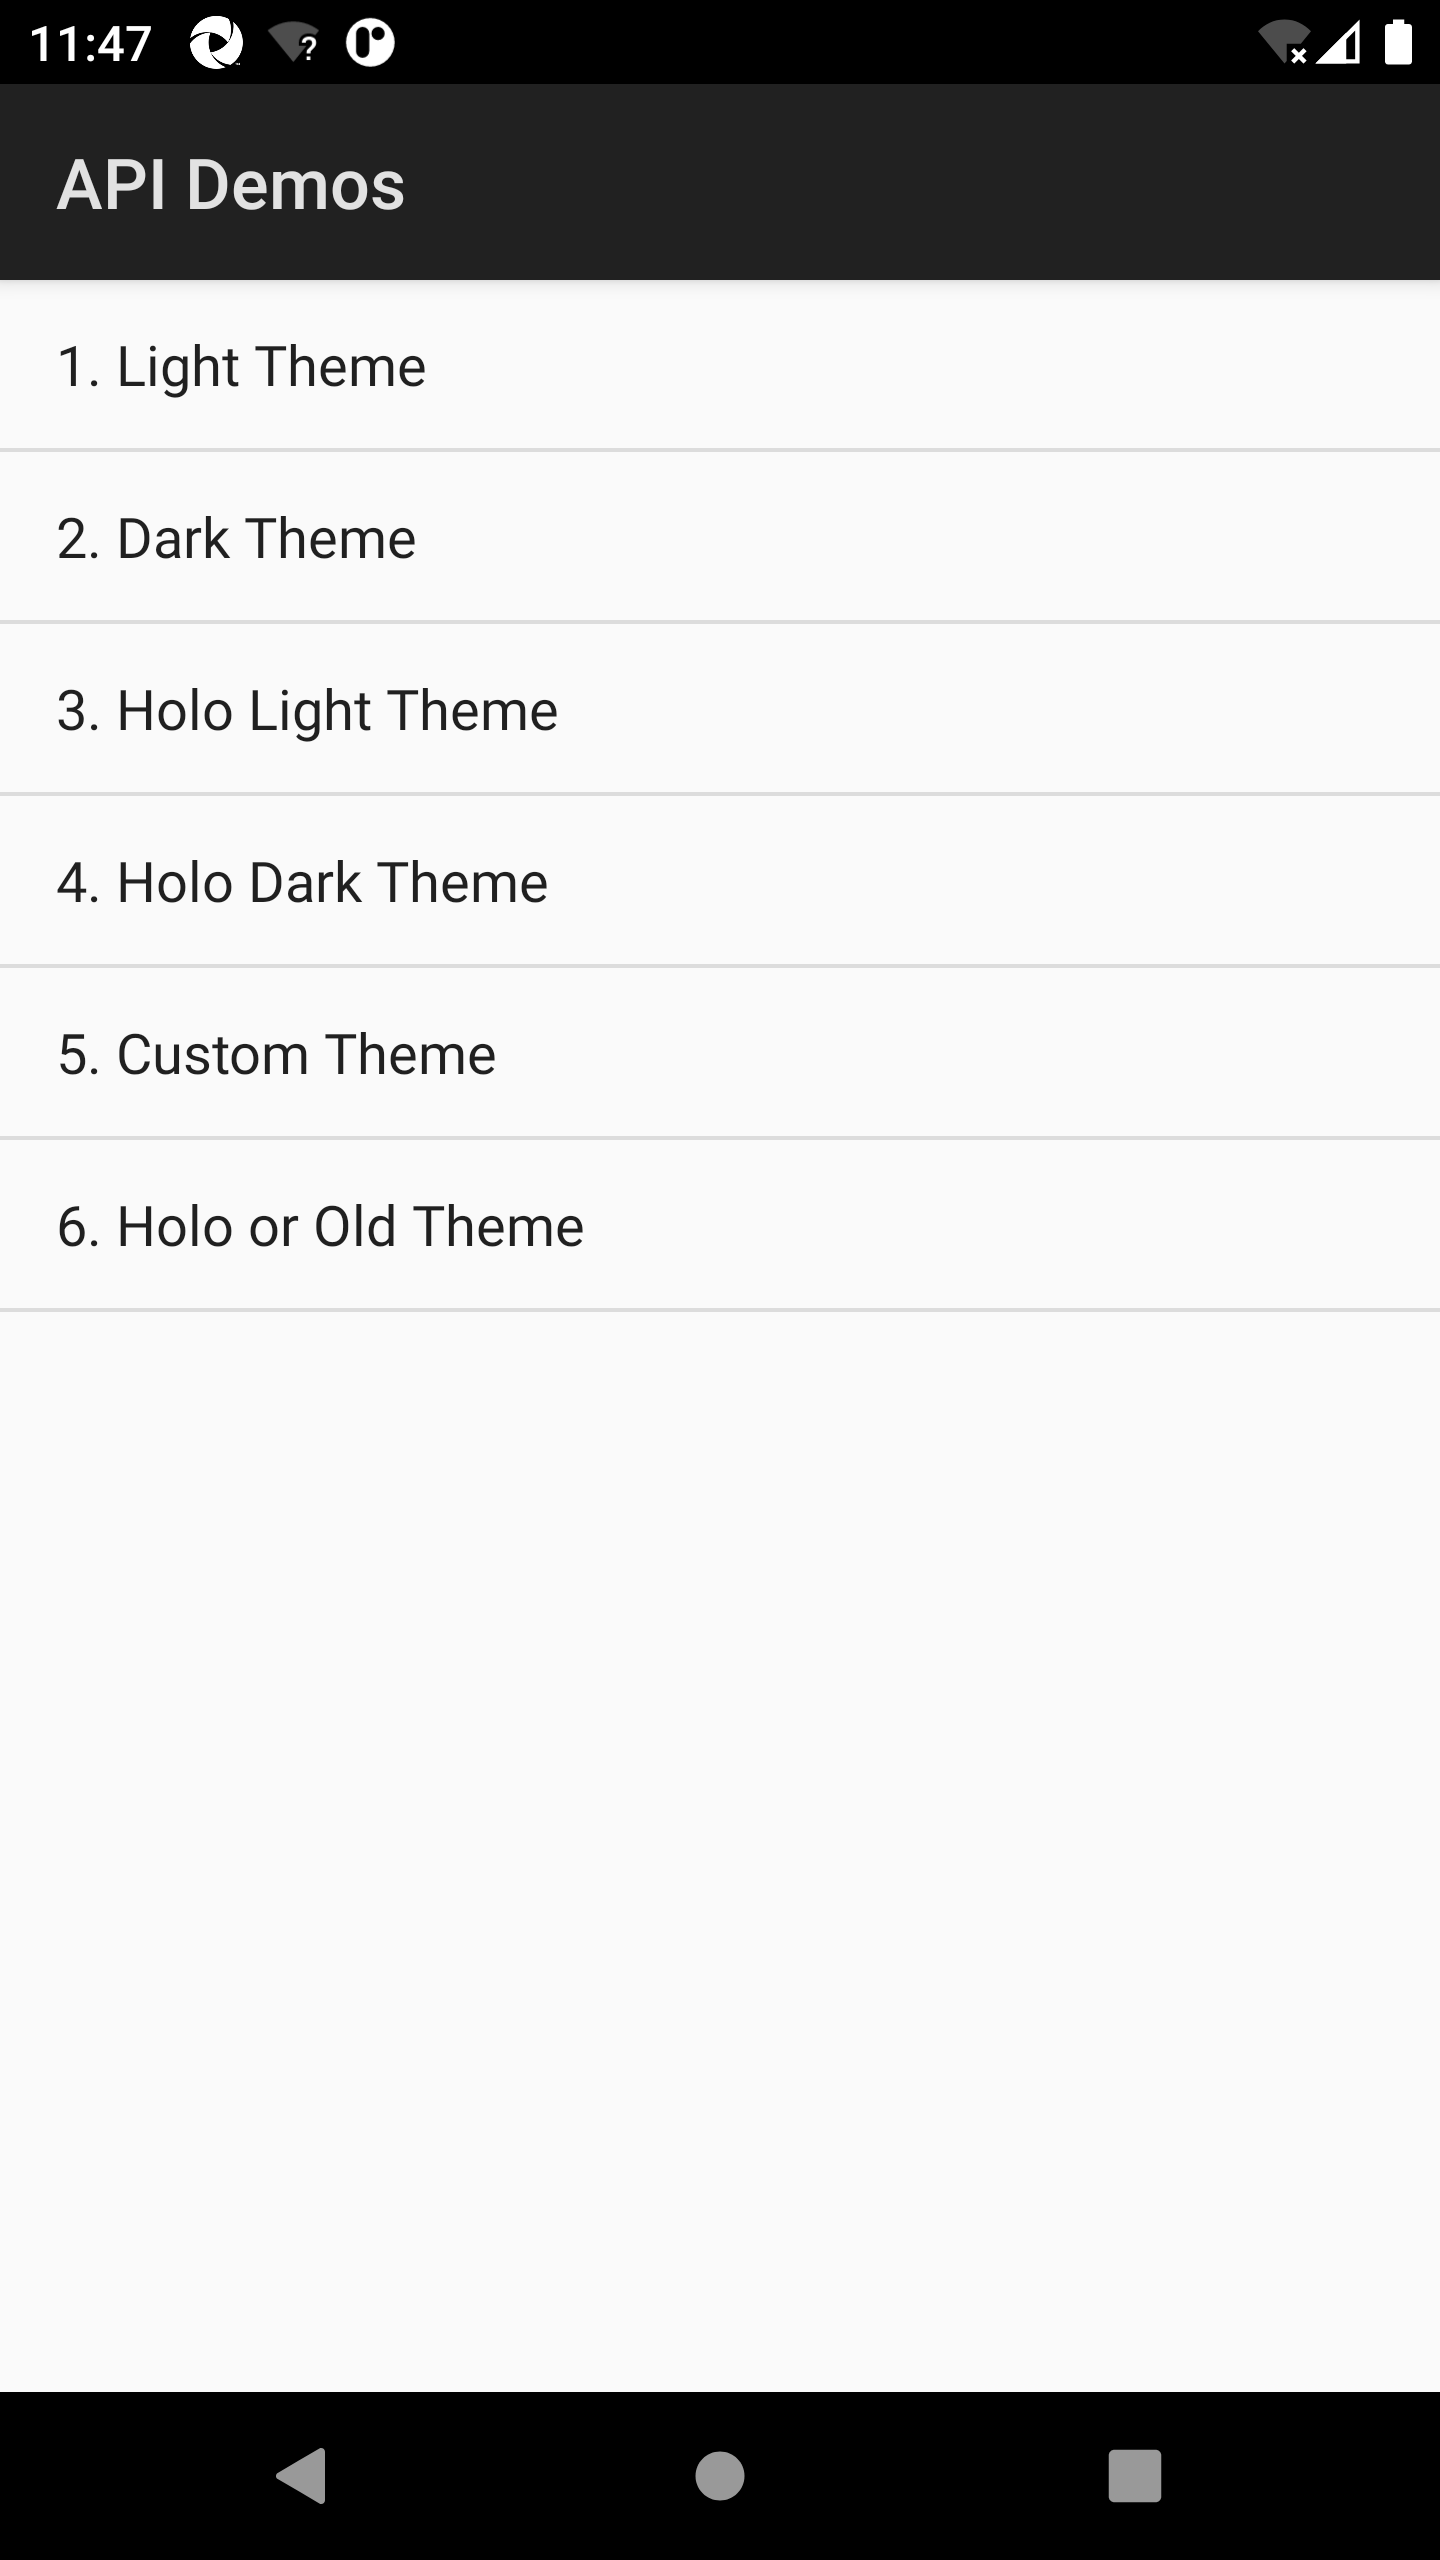 11:47
API Demos
1. Light Theme
2. Dark Theme
3. Holo Light Theme
4. Holo Dark Theme
5. Custom Theme
6. Holo or Old Theme